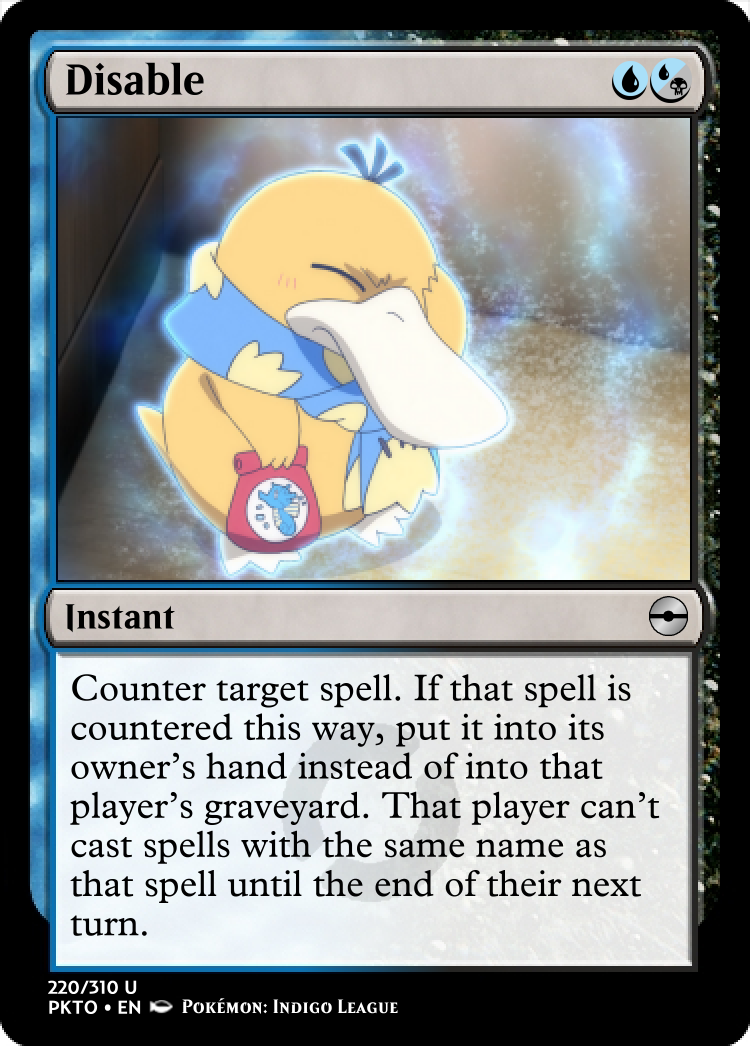 Disable
Instant
Counter target spell. If that spell is
countered this way, put it into its
owner's hand instead of into that
player's graveyard. That player can't
cast spells with the same name as
that spell until the end of their next
turn.
220/310 U
PKTO • EN Pokémon: Indigo League